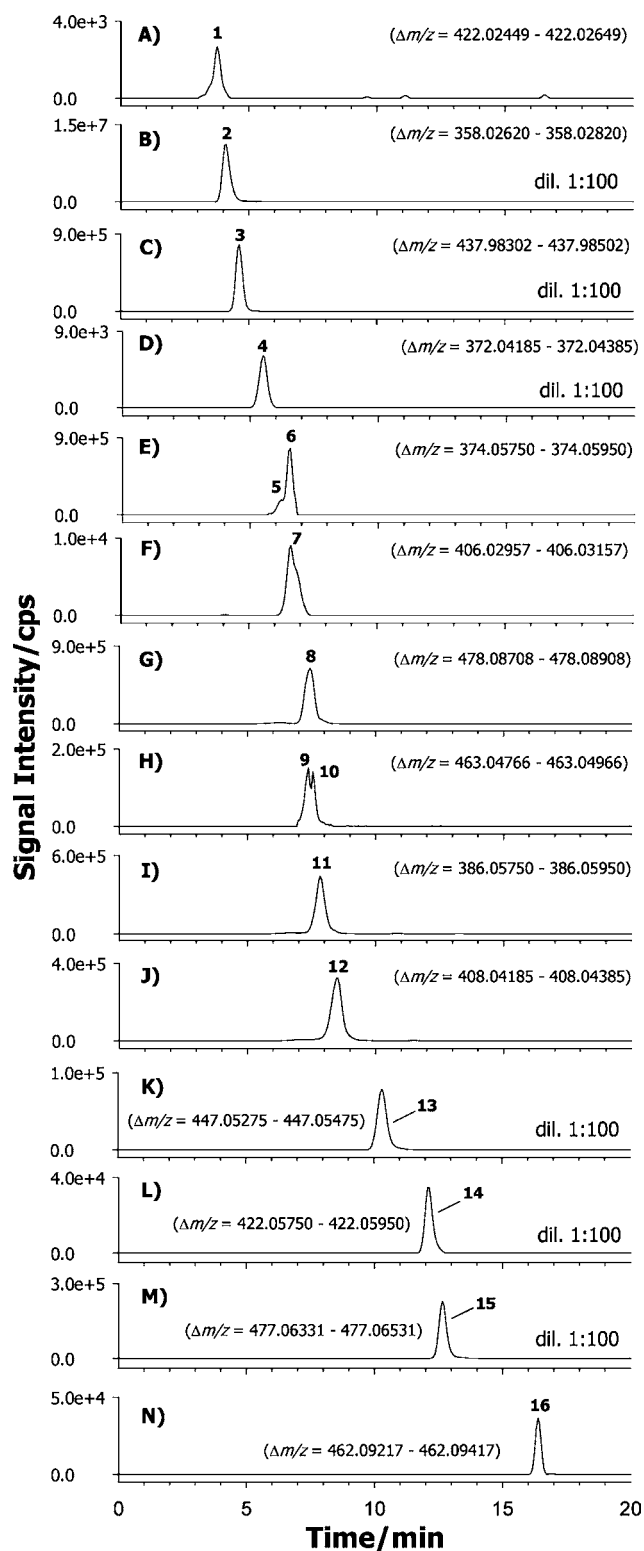 4.0e+3
A)
1
(Δm/z = 422.02449 - 422.02649)
0.0
1.5e+7
B)
2
(Δm/z = 358.02620 - 358.02820)
dil. 1:100
0.0
9.0e+5
C)
3
(Δm/z = 437.98302 - 437.98502)
dil. 1:100
0.0
9.0e+3
D)
4
(Δm/z = 372.04185 - 372.04385)
dil. 1:100
0.0
9.0e+5
E)
6
5
(Δm/z = 374.05750 - 374.05950)
0.0
1.0e+4
F)
7
(Δm/z = 406.02957 - 406.03157)
0.0
9.0e+5
G)
8
(Δm/z = 478.08708 - 478.08908)
0.0
2.0e+5
H)
9
10
(Δm/z = 463.04766 - 463.04966)
0.0
6.0e+5
I)
11
(Δm/z = 386.05750 - 386.05950)
0.0
4.0e+5
J)
12
(Δm/z = 408.04185 - 408.04385)
0.0
1.0e+5
K)
(Δm/z = 447.05275 - 447.05475)
13
dil. 1:100
0.0
4.0e+4
L)
14
(Δm/z = 422.05750 - 422.05950)
dil. 1:100
0.0
3.0e+5
M)
15
(Δm/z = 477.06331 - 477.06531)
dil. 1:100
0.0
5.0e+4
N)
16
(Δm/z = 462.09217 - 462.09417)
0.0
0 5 10 15 20
Time/min
Signal Intensity/cps